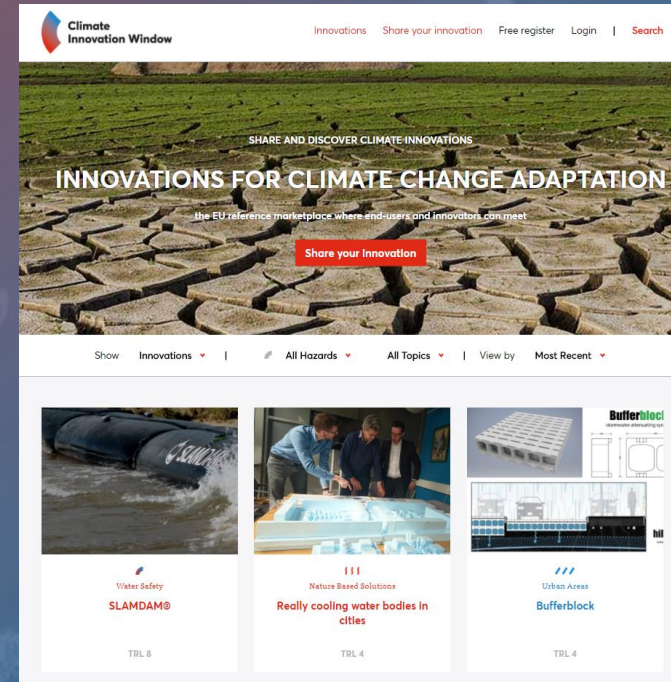 Climate
Innovation Window
Innovations Share your innovation Free register Login | Search
SHARE AND DISCOVER CLIMATE INNOVATIONS
INNOVATIONS FOR CLIMATE CHANGE ADAPTATION
the EU reference marketplace where end-users and innovators can meet
Share your Innovation
Show Innovations | All Hazards All Topics | View by Most Recent
Bufferblock
Water Safety
SLAMDAM®
TRL 8
Nature Based Solutions
Really cooling water bodies in
cities
TRL 4
Urban Areas
Bufferblock
TRL 4